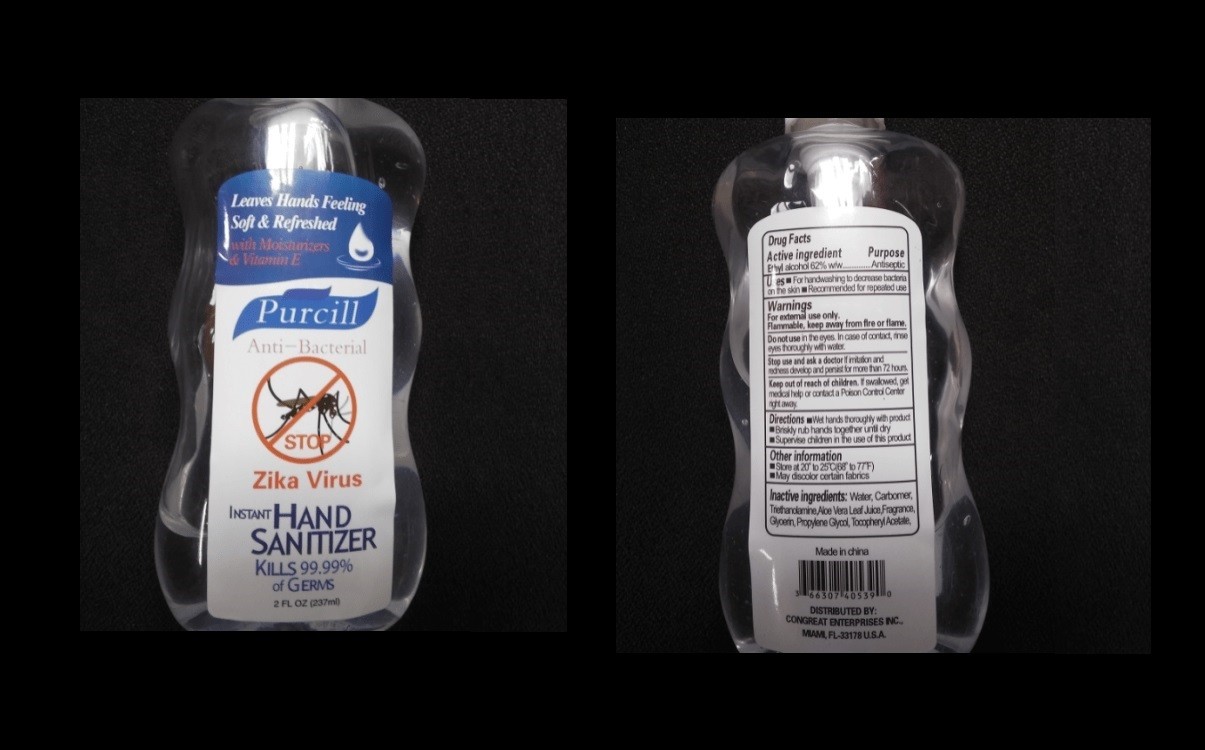 Leaves Hands Feeling
Soft & Refreshed
with Moisturizers
& Vitamin E
Purcill
Anti-Bacterial
STOP
Zika Virus
INSTANT HAND
SANITIZER
KILLS 99.99%
of GERMS
2 FL OZ (237ml)
Drug Facts
Active ingredient Purpose
Ethyl alcohol 62% w/w.............Antiseptic
Uses ■ For handwashing to decrease bacteria
on the skin ■ Recommended for repeated use
Warnings
For external use only.
Flammable, keep away from fire or flame.
Do not use in the eyes. In case of contact, rinse
eyes thoroughly with water.
Stop use and ask a doctor if irritation and
redness develop and persist for more than 72 hours.
Keep out of reach of children. If swallowed, get
medical help or contact a Poison Control Center
right away.
Directions ■ Wet hands thoroughly with product
■ Briskly rub hands together until dry
■ Supervise children in the use of this product
Other information
■ Store at 20° to 25°C(68° to 77°F)
■ May discolor certain fabrics
Inactive ingredients: Water, Carbomer,
Triethanolamine,Aloe Vera Leaf Juice,Fragrance,
Glycerin, Propylene Glycol, Tocopheryl Acetate,
Made in china
3 66307 40539 0
DISTRIBUTED BY:
CONGREAT ENTERPRISES INC..
MIAMI, FL-33178 U.S.A.